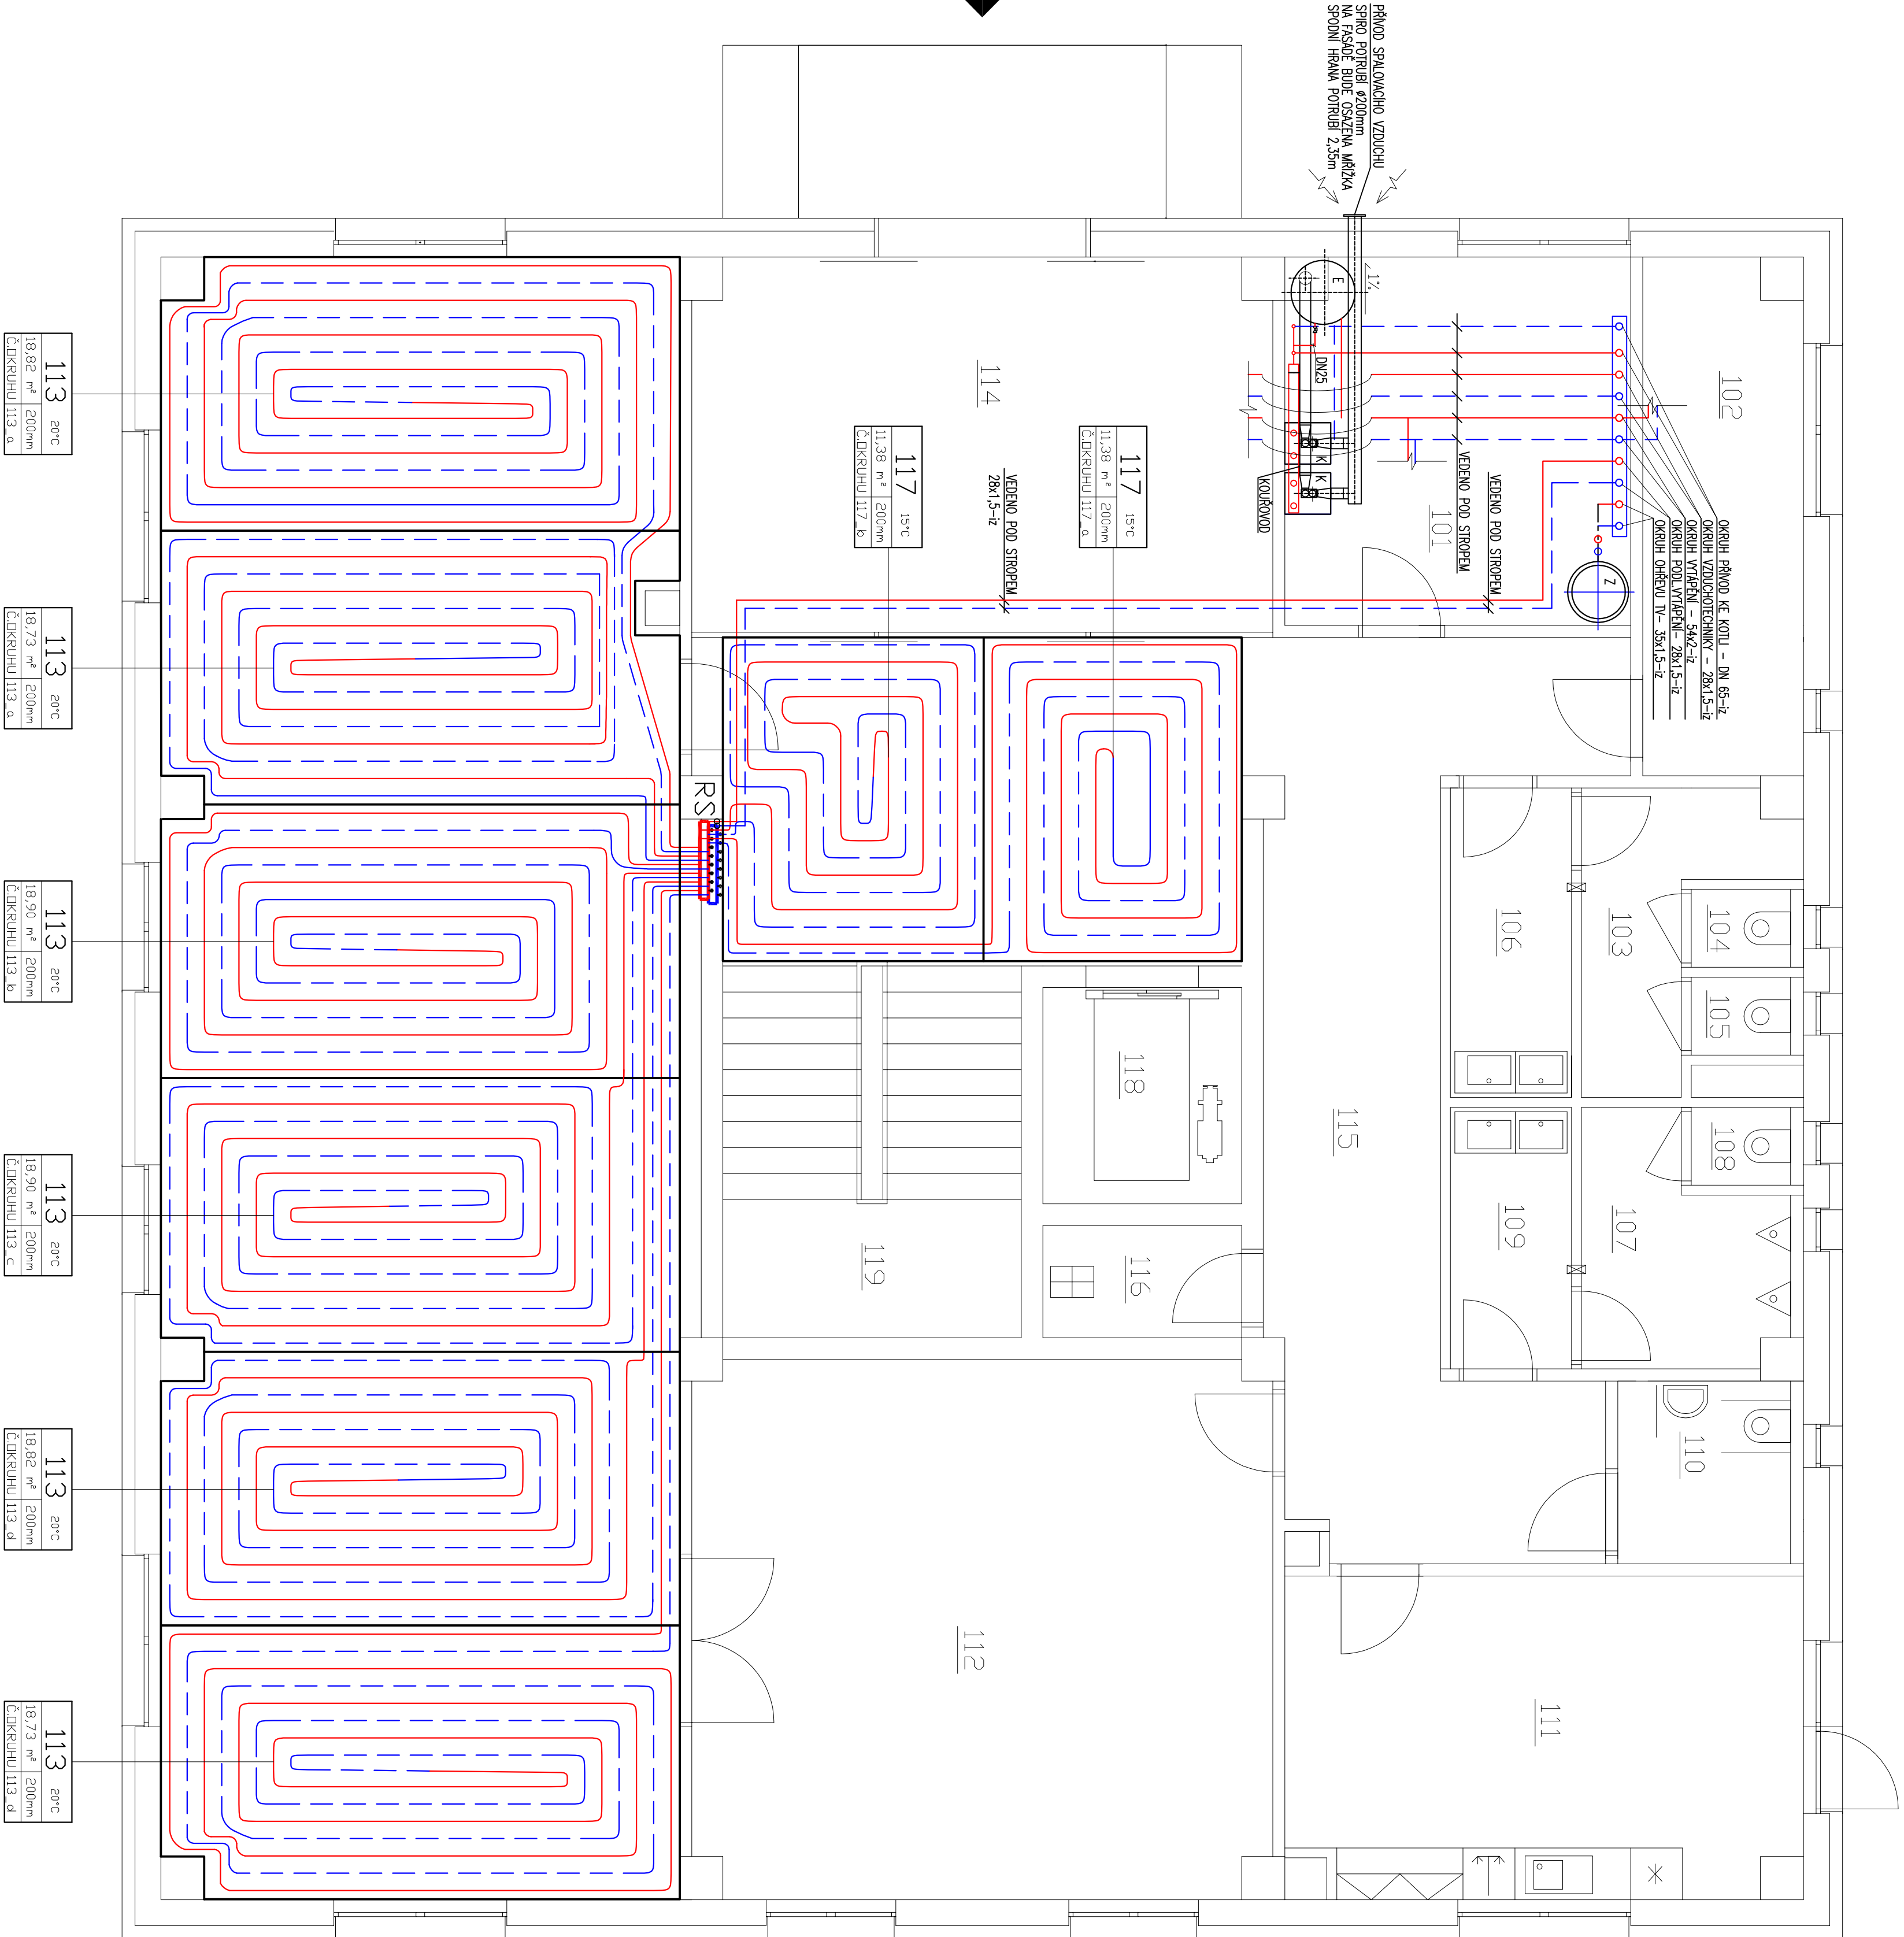 PŘÍVOD SPALOVACÍHO VZDUCHU
SPIRO POTRUBÍ Ø200mm
NA FASÁDĚ BUDE OSAZENA MŘÍŽKA
SPODNÍ HRANA POTRUBÍ 2,35m
OKRUH PŘÍVOD KE KOTLU - DN 65-iz
OKRUH VZDUCHOTECHNIKY - 28x1,5-iz
OKRUH VYTÁPĚNÍ - 54x2-iz
OKRUH PODL.VYTÁPĚNÍ- 28x1,5-iz
OKRUH OHŘEVU TV- 35x1,5-iz
102
Z
E
1%
DN25
K
K
KOUŘOVOD
101
VEDENO POD STROPEM
VEDENO POD STROPEM
VEDENO POD STROPEM
28x1,5-iz
114
117 15°C
11,38 m² 200mm
Č.OKRUHU 117_a
117 15°C
11,38 m² 200mm
Č.OKRUHU 117_b
RS
103
104
105
106
107
108
109
110
111
112
115
116
118
119
113 20°C
18,82 m² 200mm
Č.OKRUHU 113_a
113 20°C
18,73 m² 200mm
Č.OKRUHU 113_a
113 20°C
18,90 m² 200mm
Č.OKRUHU 113_b
113 20°C
18,90 m² 200mm
Č.OKRUHU 113_c
113 20°C
18,82 m² 200mm
Č.OKRUHU 113_d
113 20°C
18,73 m² 200mm
Č.OKRUHU 113_d